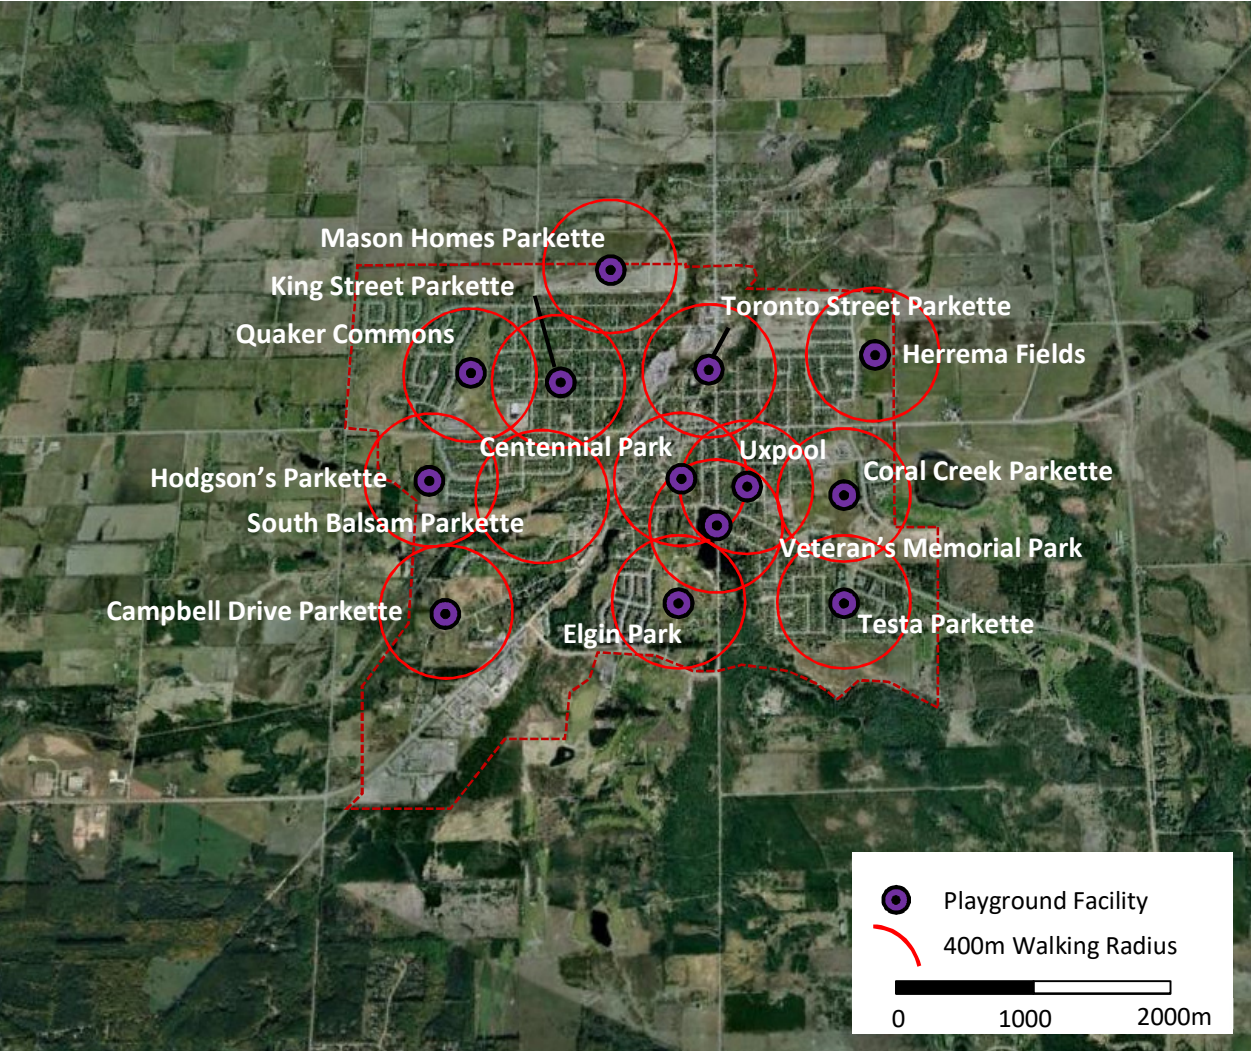 Mason Homes Parkette
King Street Parkette
Toronto Street Parkette
Quaker Commons
Herrema Fields
Centennial Park
Uxpool
Hodgson’s Parkette
Coral Creek Parkette
South Balsam Parkette
Veteran’s Memorial Park
Campbell Drive Parkette
Elgin Park
Testa Parkette
Playground Facility
400m Walking Radius
0 1000 2000m